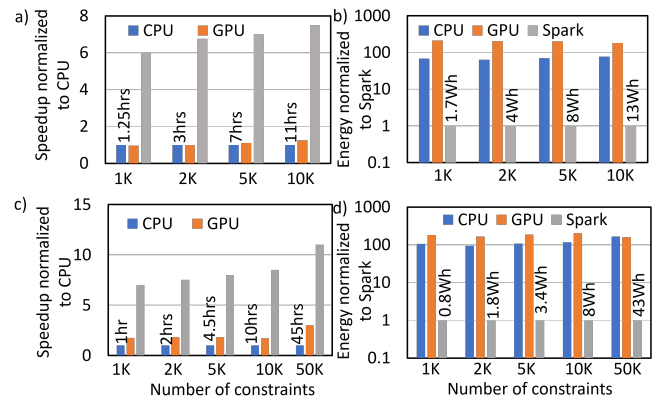 a)
CPU GPU
Speedup normalized
to CPU
8
6
4
2
0
1.25hrs
3hrs
7hrs
11hrs
1K 2K 5K 10K
b)
CPU GPU Spark
Energy normalized
to Spark
1000
100
10
1
0.1
1.7Wh
4Wh
8Wh
13Wh
1K 2K 5K 10K
c)
CPU GPU
Speedup normalized
to CPU
15
10
5
0
1hr
2hrs
4.5hrs
10hrs
45hrs
1K 2K 5K 10K 50K
Number of constraints
d)
CPU GPU Spark
Energy normalized
to Spark
1000
100
10
1
0.1
0.8Wh
1.8Wh
3.4Wh
8Wh
43Wh
1K 2K 5K 10K 50K
Number of constraints